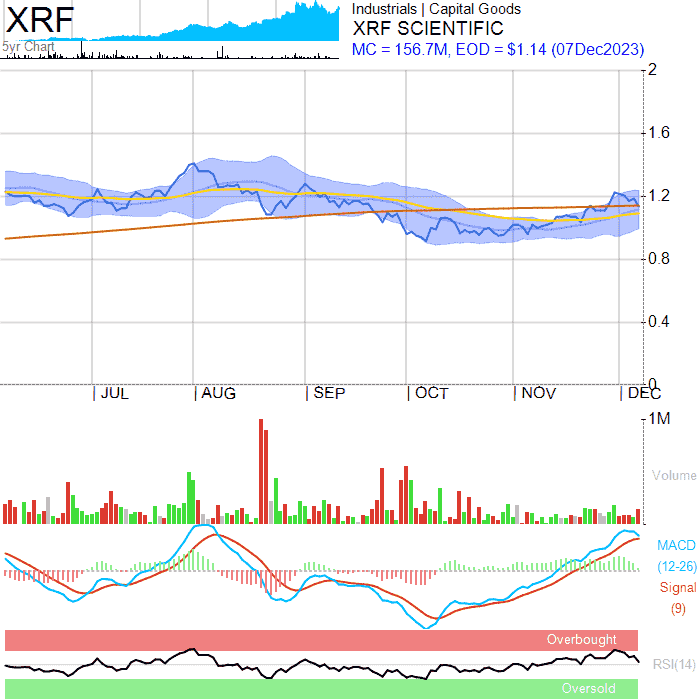 XRF
5yr Chart
Industrials | Capital Goods
XRF SCIENTIFIC
MC = 156.7M, EOD = $1.14 (07Dec2023)
2
1.6
1.2
0.8
0.4
0
JUL AUG SEP OCT NOV DEC
1M
Volume
MACD
(12-26)
Signal
(9)
Overbought
RSI(14)
Oversold